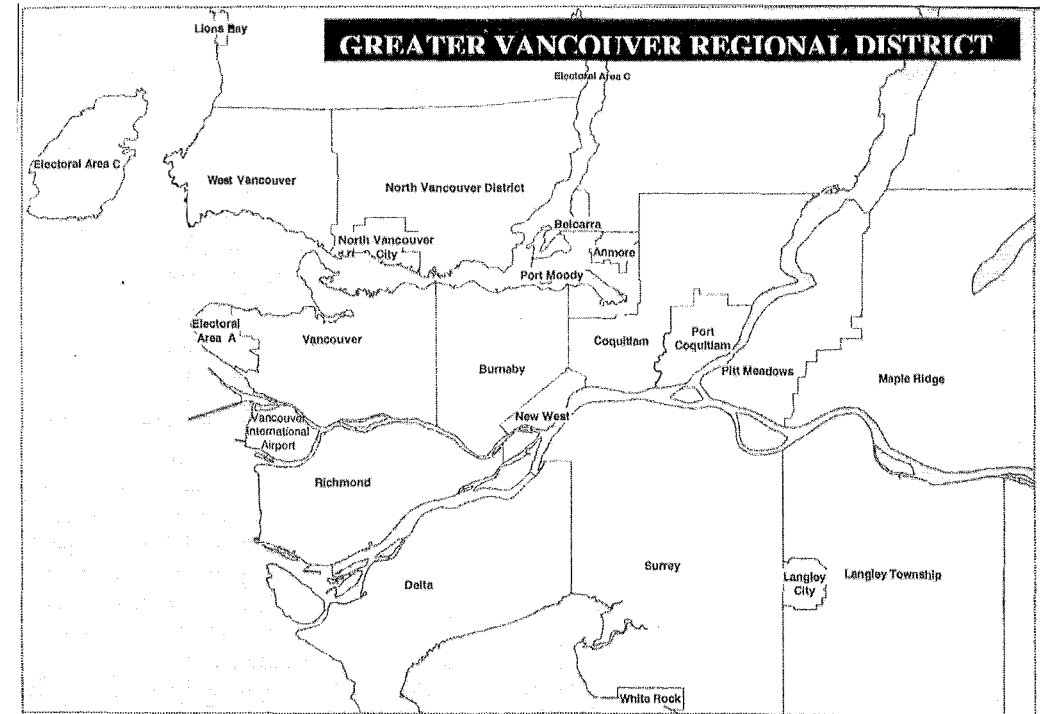 Lions Bay
GREATER VANCOUVER REGIONAL DISTRICT
Electoral Area C
Electoral Area C
West Vancouver
North Vancouver District
Belcarra
North Vancouver
City
Anmore
Port Moody
Electoral
Area A
Vancouver
Coquitlam
Port
Coquitlam
Burnaby
Pitt Meadows
Maple Ridge
New West
Vancouver
International
Airport
Richmond
Delta
Surrey
Langley
City
Langley Township
White Rock